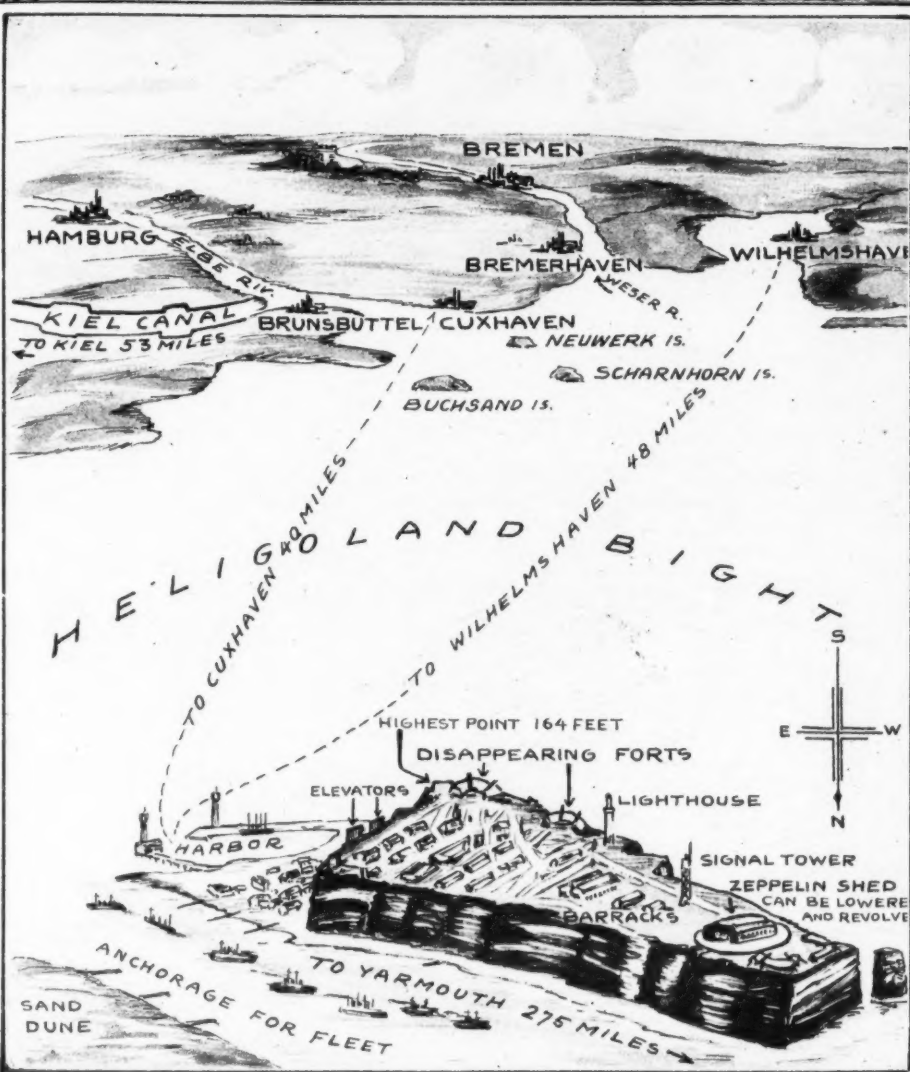 BREMEN
HAMBURG
ELBE RIV.
BREMERHAVEN
WESER R.
WILHELMSHAVE
KIEL CANAL
TO KIEL 53 MILES
BRUNSBUTTEL
CUXHAVEN
NEUWERK IS.
SCHARNHORN IS.
BUCHSAND IS.
HELIGOLAND BIGHT
TO CUXHAVEN 40 MILES
TO WILHELMSHAVEN 48 MILES
S
E
W
N
HIGHEST POINT 164 FEET
DISAPPEARING FORTS
ELEVATORS
LIGHTHOUSE
HARBOR
SIGNAL TOWER
ZEPPELIN SHED
CAN BE LOWERE
AND REVOLVE
BARRACKS
TO YARMOUTH 275 MILES
ANCHORAGE FOR FLEET
SAND
DUNE